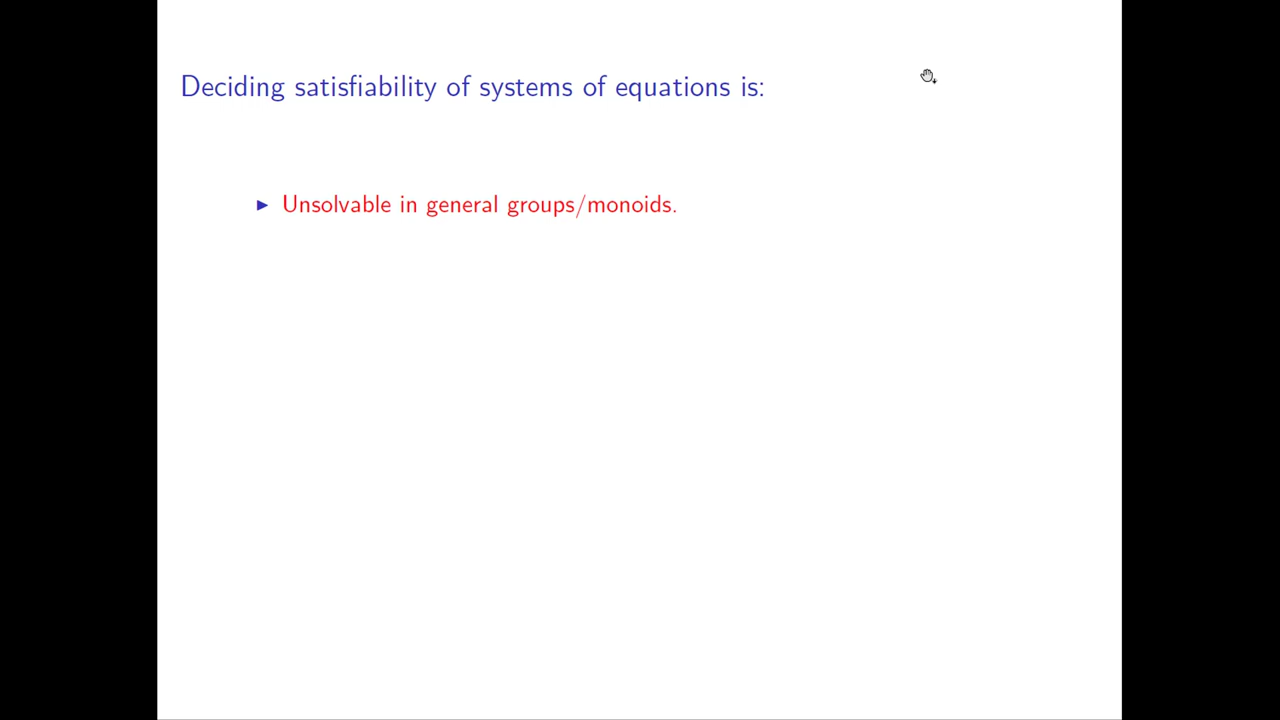 Deciding satisfiability of systems of equations is:
▶ Unsolvable in general groups/monoids.